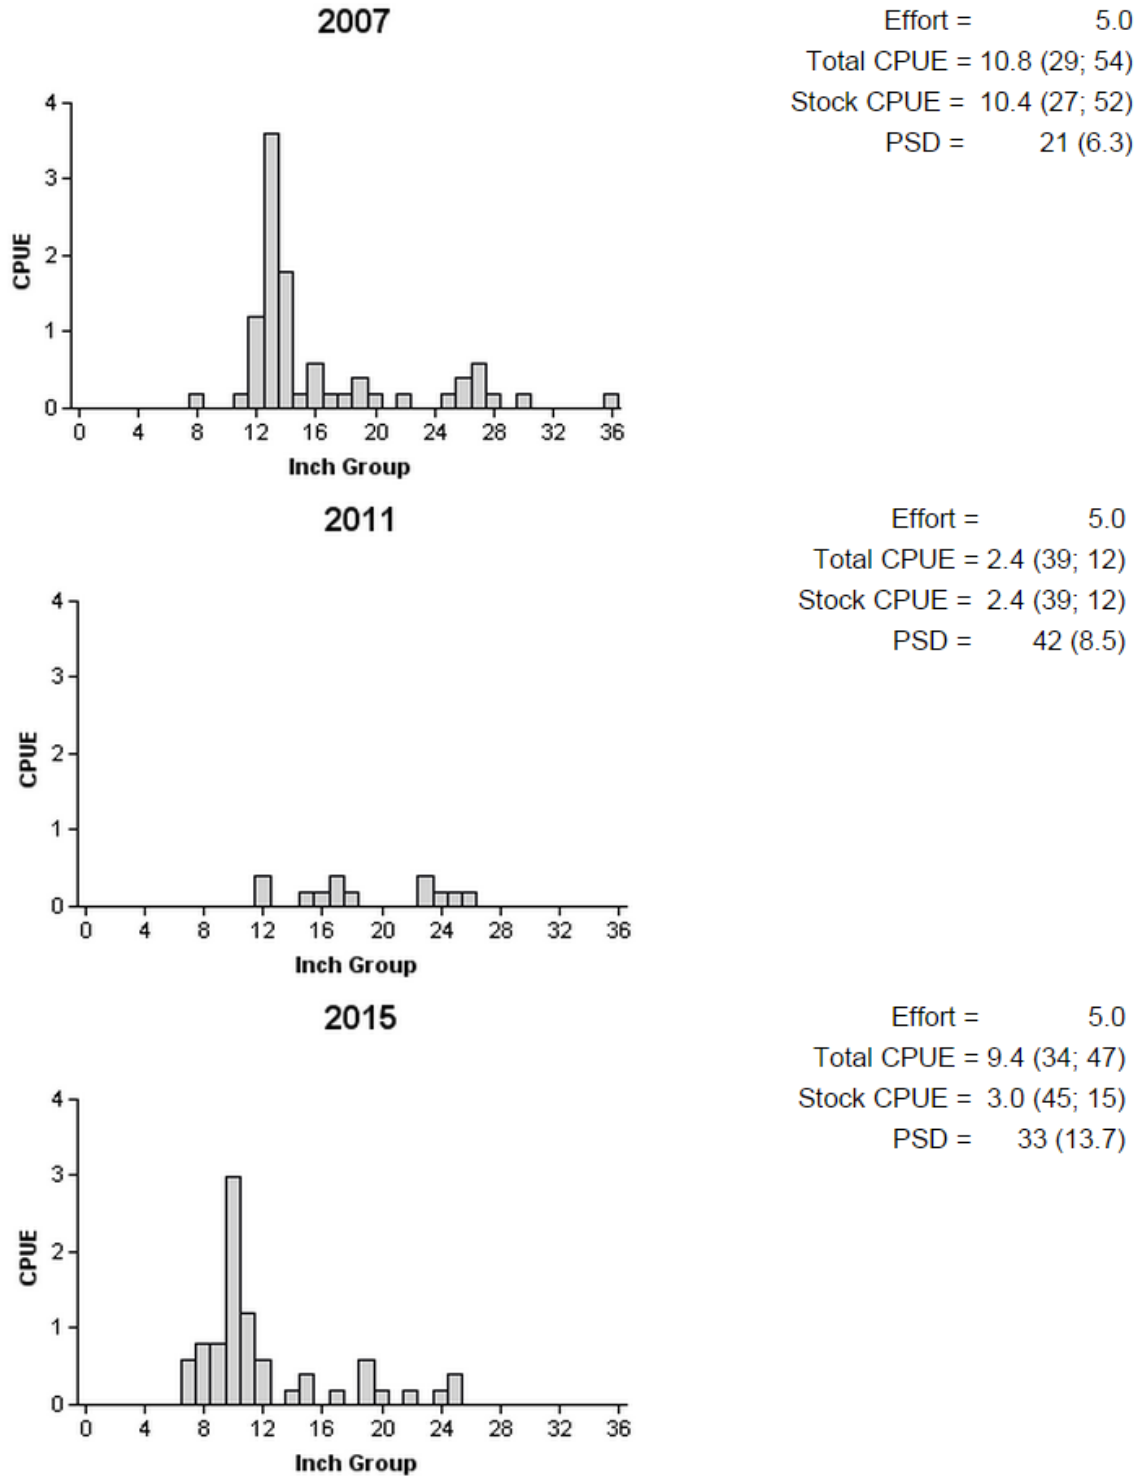 2007
Effort = 5.0
Total CPUE = 10.8 (29; 54)
Stock CPUE = 10.4 (27; 52)
PSD = 21 (6.3)
4
3
2
1
0
CPUE
0 4 8 12 16 20 24 28 32 36
Inch Group
2011
Effort = 5.0
Total CPUE = 2.4 (39; 12)
Stock CPUE = 2.4 (39; 12)
PSD = 42 (8.5)
4
3
2
1
0
CPUE
0 4 8 12 16 20 24 28 32 36
Inch Group
2015
Effort = 5.0
Total CPUE = 9.4 (34; 47)
Stock CPUE = 3.0 (45; 15)
PSD = 33 (13.7)
4
3
2
1
0
CPUE
0 4 8 12 16 20 24 28 32 36
Inch Group